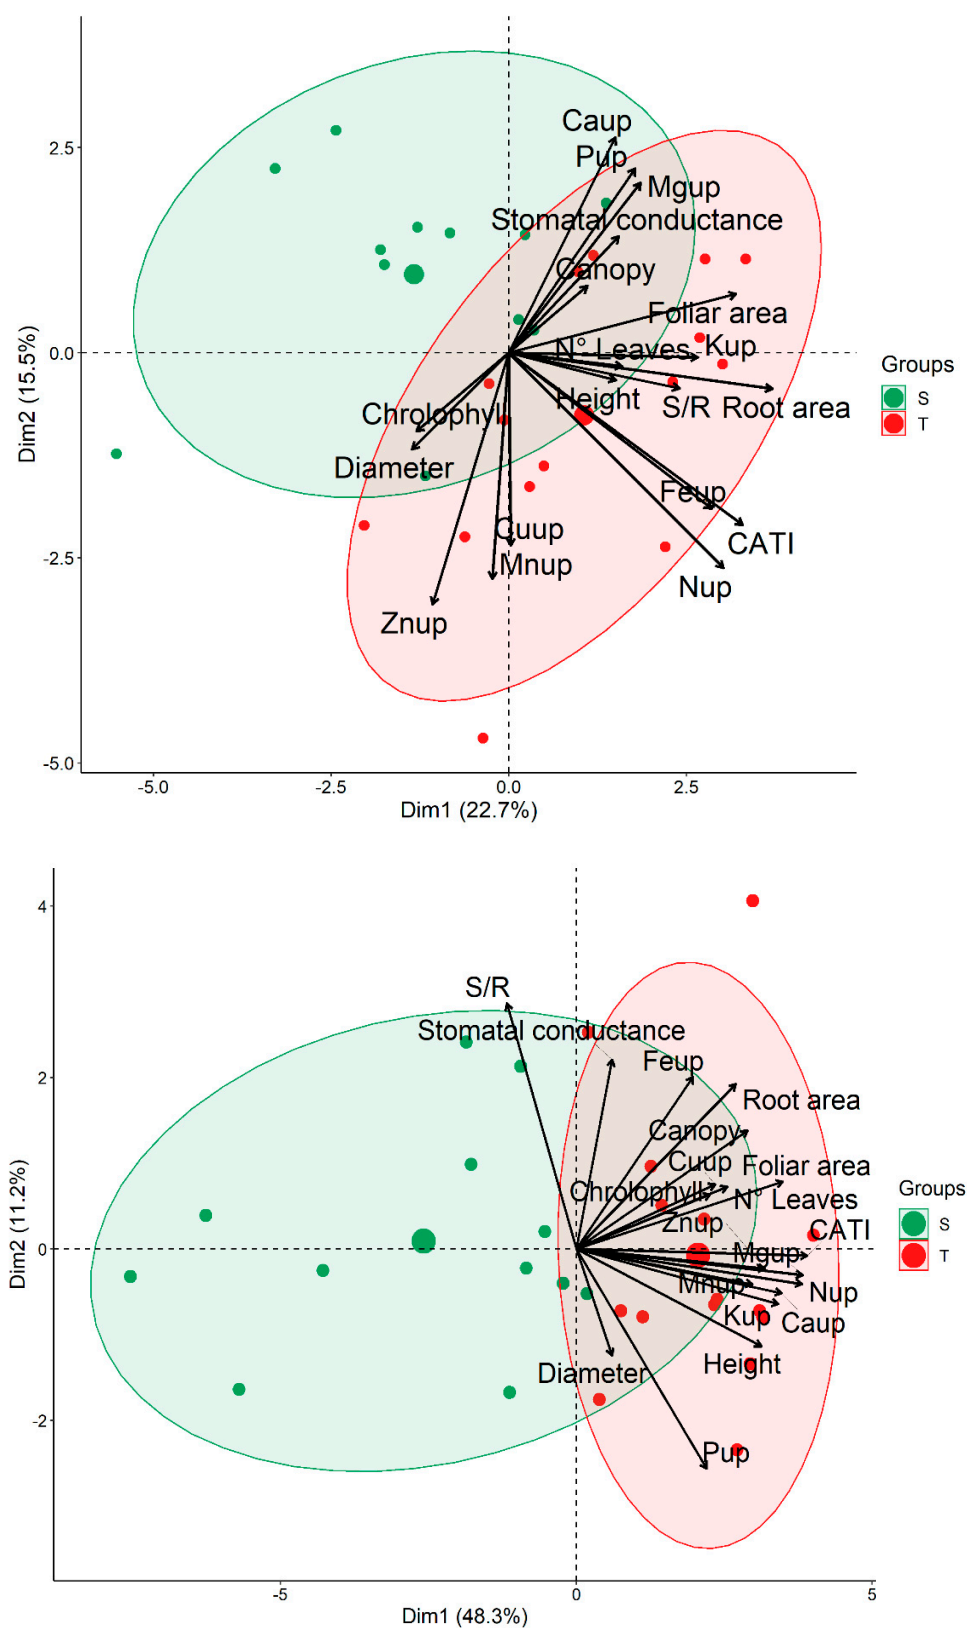 Caup
Pup
Mgup
Stomatal conductance
Canopy
Foliar area
N° Leaves
Kup
Height
S/R
Root area
Chrolophyll
Diameter
Feup
Cuup
CATI
Mnup
Nup
Znup
2.5
0.0
-2.5
-5.0
Dim2 (15.5%)
-5.0
-2.5
0.0
2.5
Dim1 (22.7%)
Groups
S
T
S/R
Stomatal conductance
Feup
Root area
Canopy
Cuup
Foliar area
Chrolophyll
N° Leaves
Znup
CATI
Mgup
Mnup
Nup
Kup
Caup
Height
Diameter
Pup
4
2
0
-2
Dim2 (11.2%)
-5
0
5
Dim1 (48.3%)
Groups
S
T